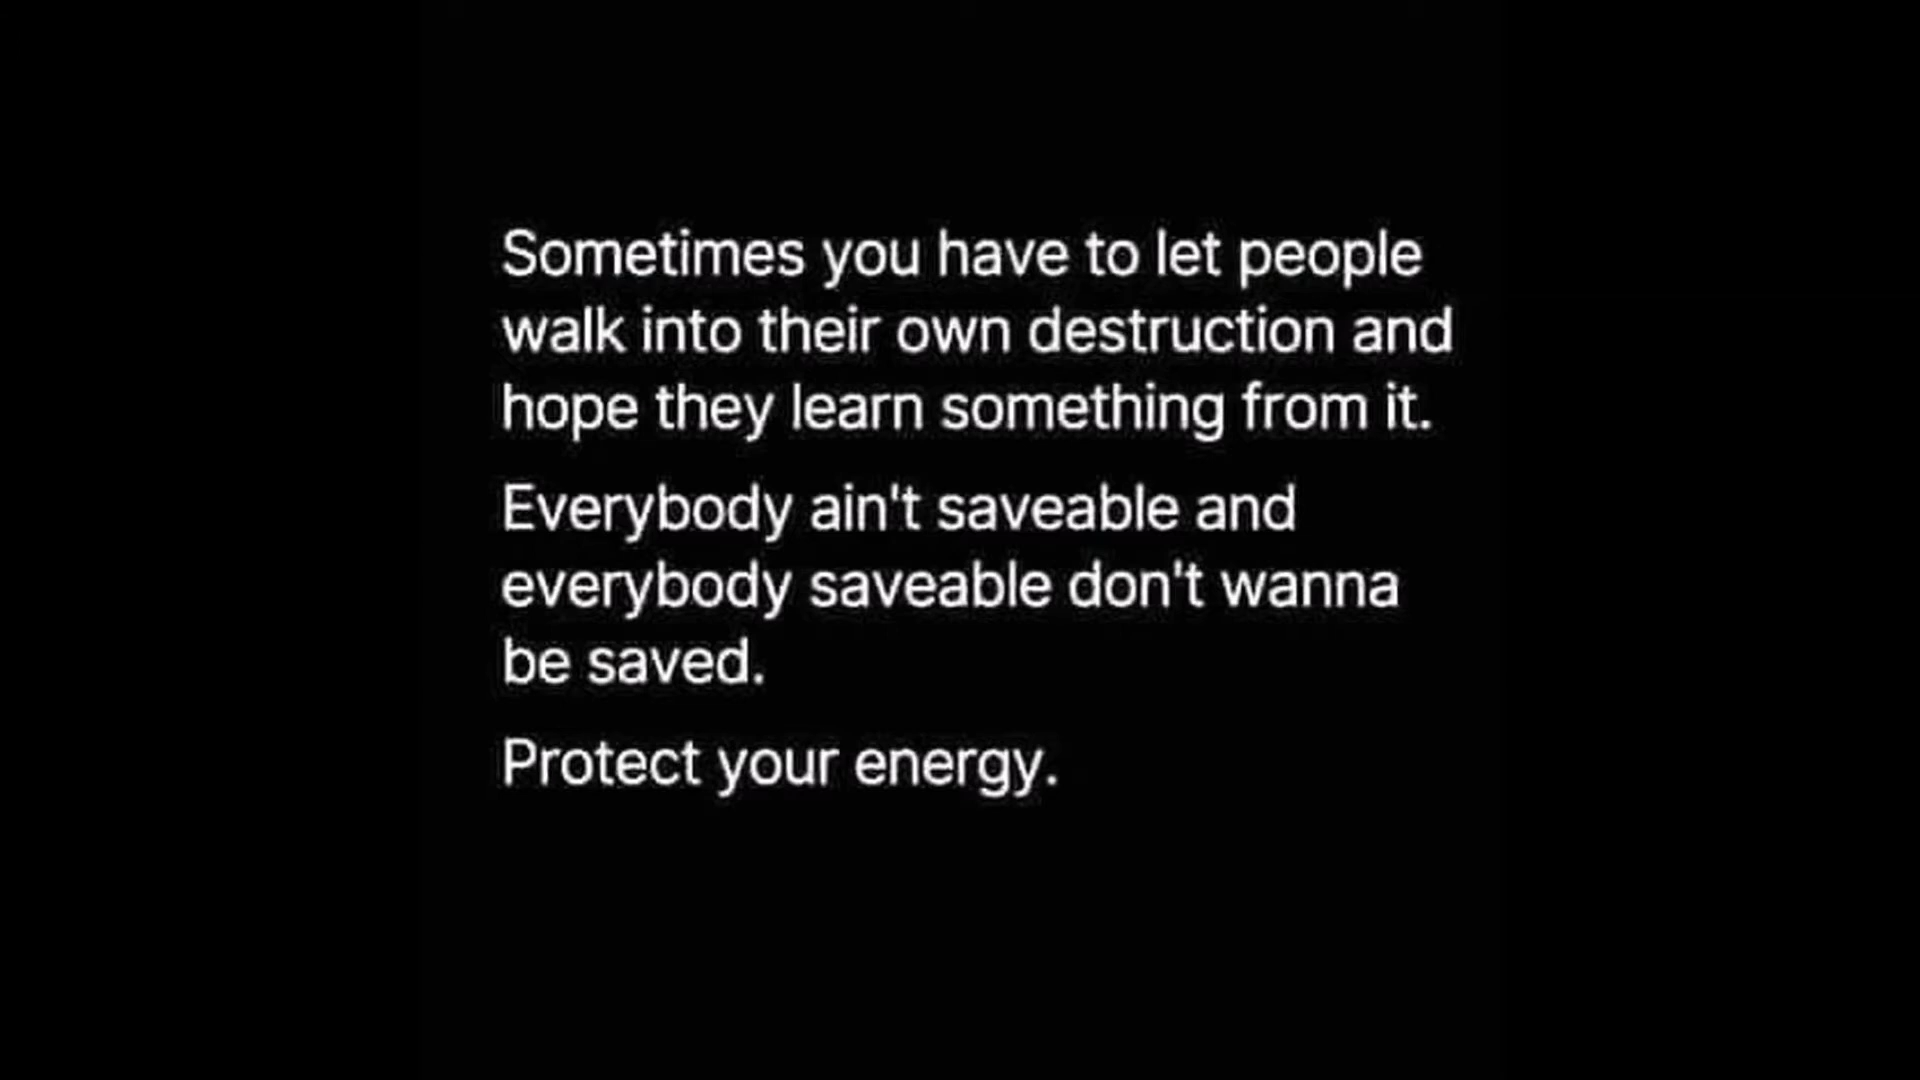 Sometimes you have to let people
walk into their own destruction and
hope they learn something from it.
Everybody ain't saveable and
everybody saveable don't wanna
be saved.
Protect your energy.